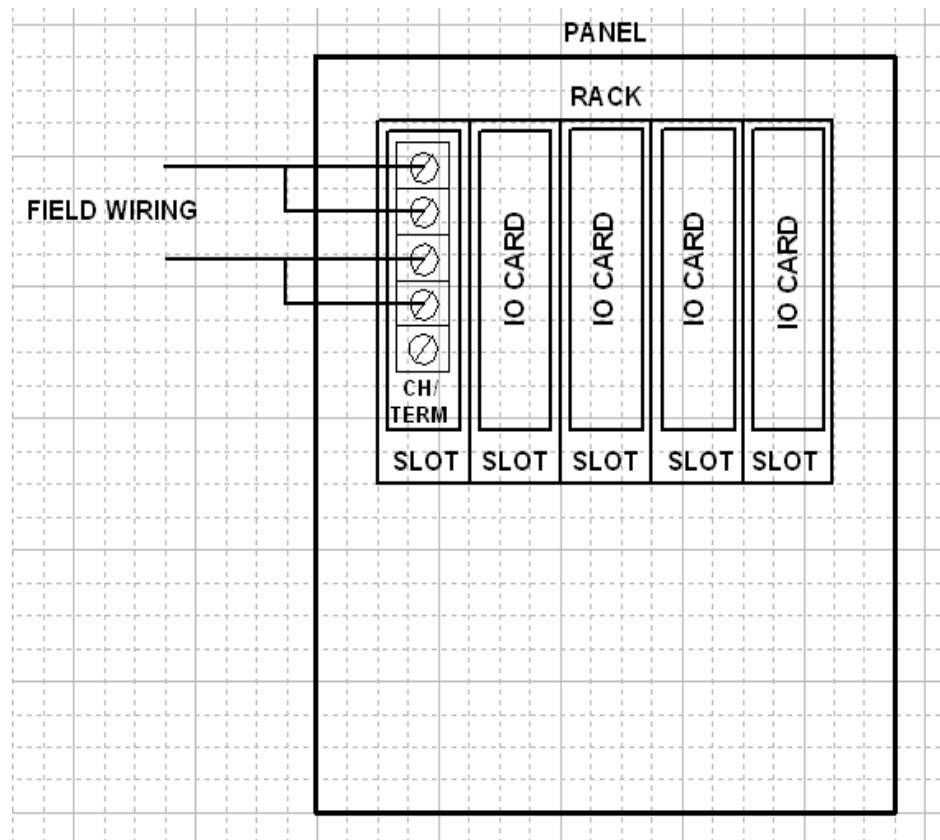 PANEL
RACK
FIELD WIRING
IO CARD
IO CARD
IO CARD
IO CARD
CH/
TERM
SLOT SLOT SLOT SLOT SLOT